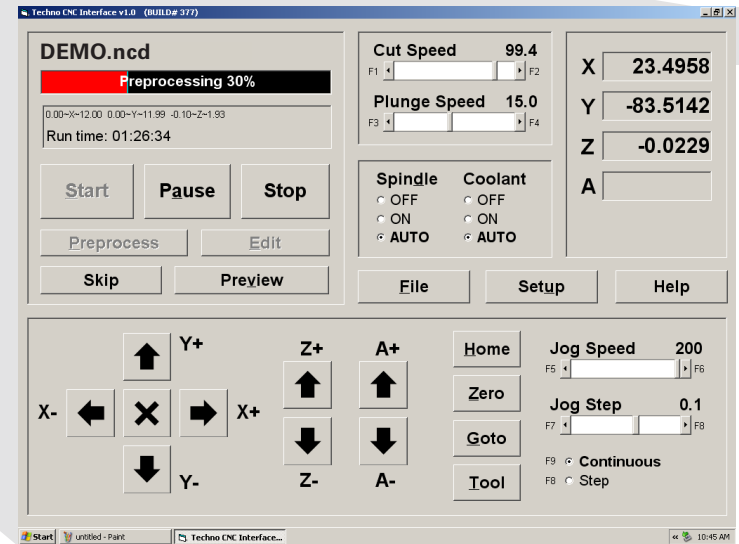 Techno CNC Interface v1.0 (BUILD# 377)
DEMO.ncd
Preprocessing 30%
0.00~X~12.00 0.00~Y~11.99 -0.10~Z~1.93
Run time: 01:26:34
Start Pause Stop
Preprocess Edit
Skip Preview
Cut Speed 99.4
F1 F2
Plunge Speed 15.0
F3 F4
Spindle Coolant
OFF OFF
ON ON
AUTO AUTO
X 23.4958
Y -83.5142
Z -0.0229
A
File Setup Help
Y+
X- X+
Y-
Z+ A+
Z- A-
Home
Zero
Goto
Tool
Jog Speed 200
F5 F6
Jog Step 0.1
F7 F8
F9 Continuous
F8 Step
Start untitled - Paint Techno CNC Interface... « 10:45 AM